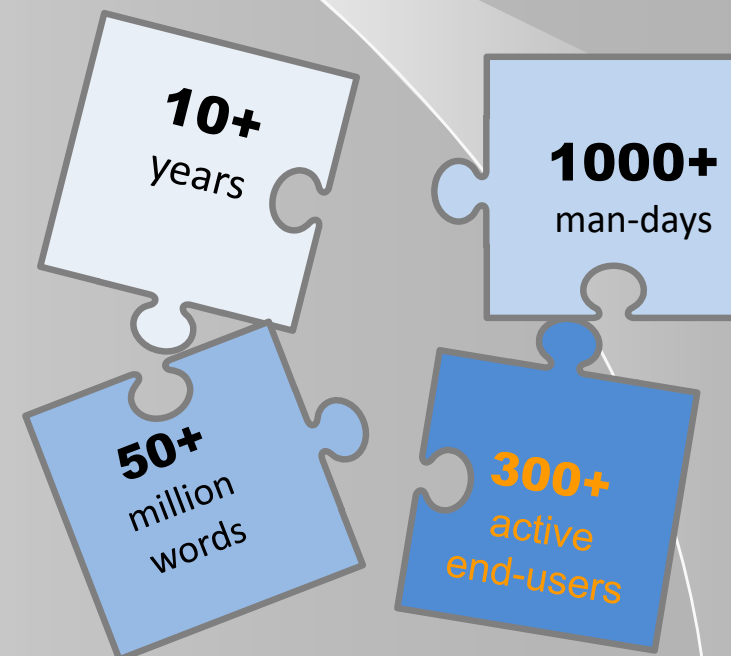 10+
years
1000+
man-days
50+
million
words
300+
active
end-users